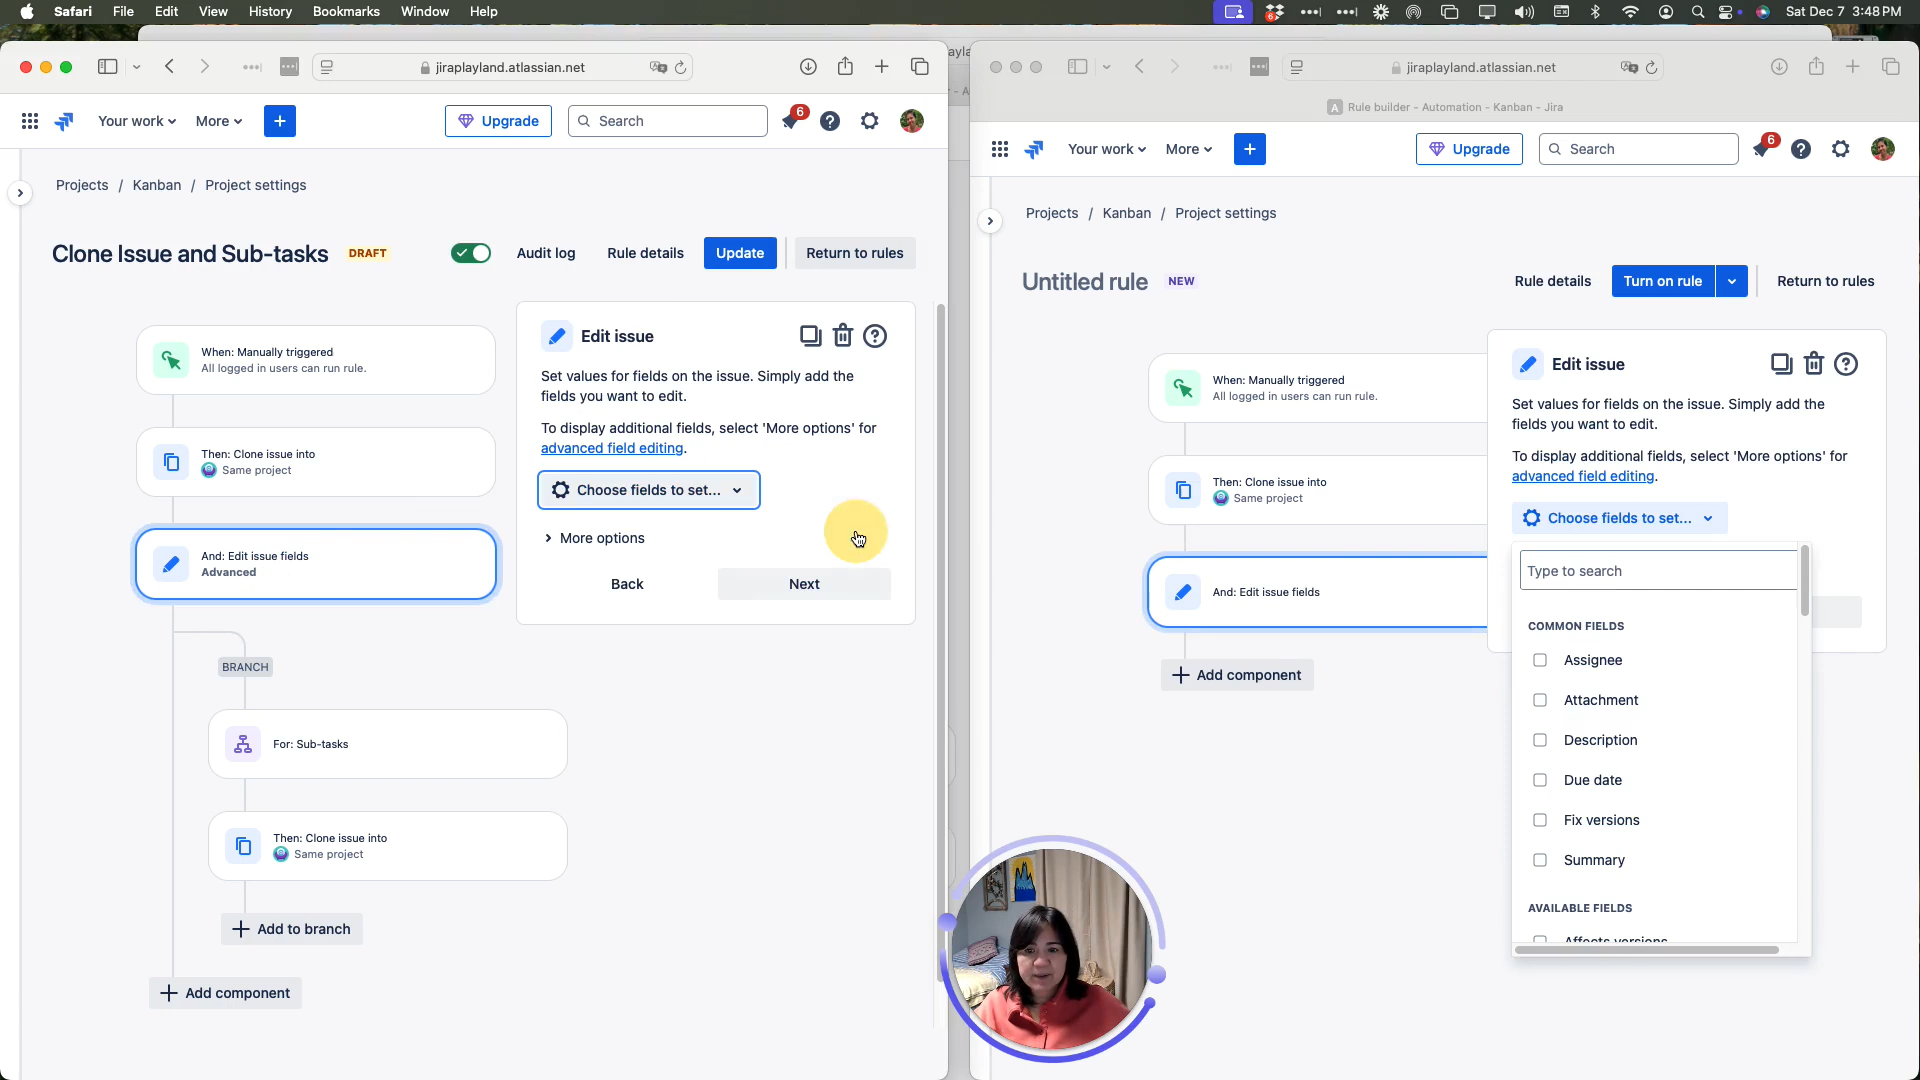 Safari File Edit View History Bookmarks Window Help
6
Sat Dec 7 3:48 PM
jiraplayland.atlassian.net
Your work
More
+
Upgrade
Search
6
Projects / Kanban / Project settings
Clone Issue and Sub-tasks
DRAFT
Audit log
Rule details
Update
Return to rules
When: Manually triggered
All logged in users can run rule.
Then: Clone issue into
Same project
And: Edit issue fields
Advanced
BRANCH
For: Sub-tasks
Then: Clone issue into
Same project
+ Add to branch
+ Add component
Edit issue
Set values for fields on the issue. Simply add the
fields you want to edit.
To display additional fields, select 'More options' for
advanced field editing.
Choose fields to set...
More options
Back
Next
jiraplayland.atlassian.net
A Rule builder - Automation - Kanban - Jira
Your work
More
+
Upgrade
Search
6
Projects / Kanban / Project settings
Untitled rule
NEW
Rule details
Turn on rule
Return to rules
When: Manually triggered
All logged in users can run rule.
Then: Clone issue into
Same project
And: Edit issue fields
+ Add component
Edit issue
Set values for fields on the issue. Simply add the
fields you want to edit.
To display additional fields, select 'More options' for
advanced field editing.
Choose fields to set...
Type to search
COMMON FIELDS
Assignee
Attachment
Description
Due date
Fix versions
Summary
AVAILABLE FIELDS
Affects versions